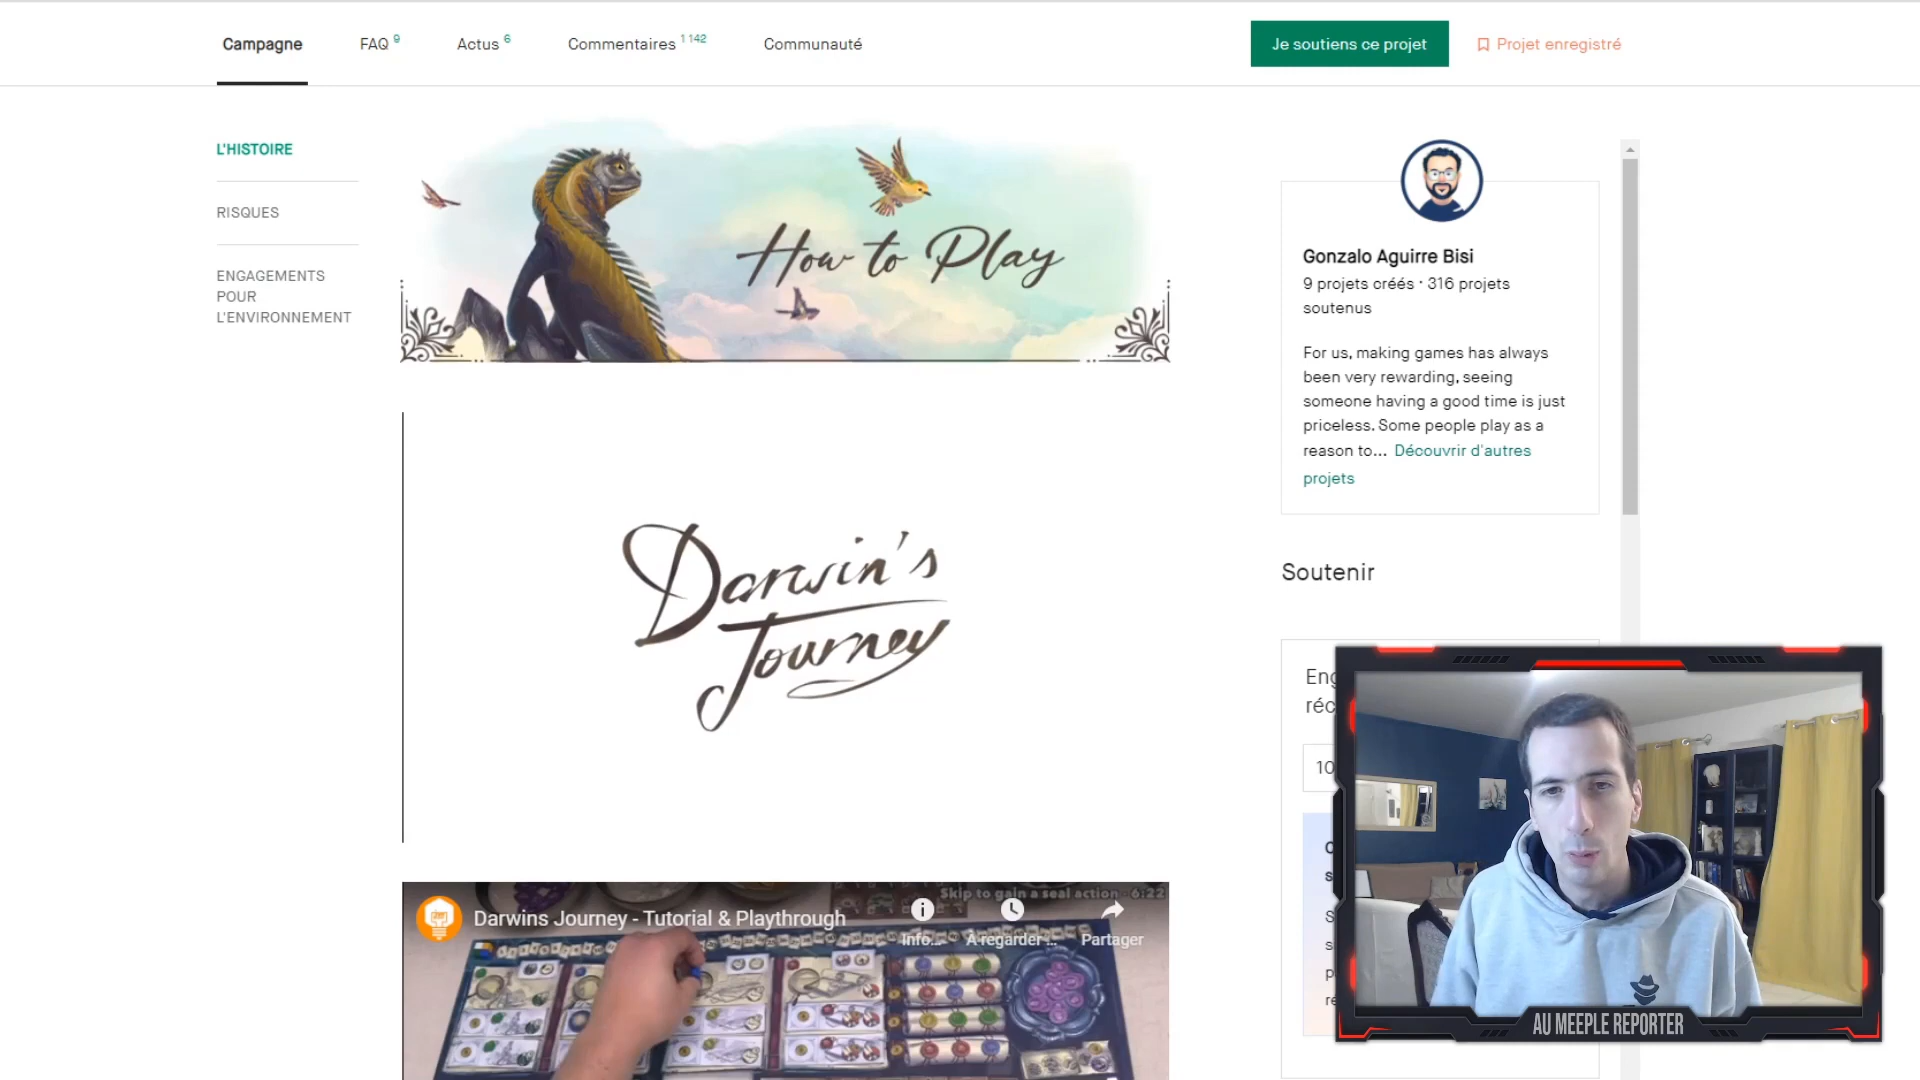 Campagne
FAQ 9
Actus 6
Commentaires 1 142
Communauté
Je soutiens ce projet
Projet enregistré
L'HISTOIRE
RISQUES
ENGAGEMENTS
POUR
L'ENVIRONNEMENT
How to Play
Gonzalo Aguirre Bisi
9 projets créés · 316 projets
soutenus
For us, making games has always
been very rewarding, seeing
someone having a good time is just
priceless. Some people play as a
reason to... Découvrir d'autres
projets
Darwin's
Journey
Soutenir
Skip to gain a seal action - 6:22
Darwins Journey - Tutorial & Playthrough
Info...
À regarder ...
Partager
AU MEEPLE REPORTER